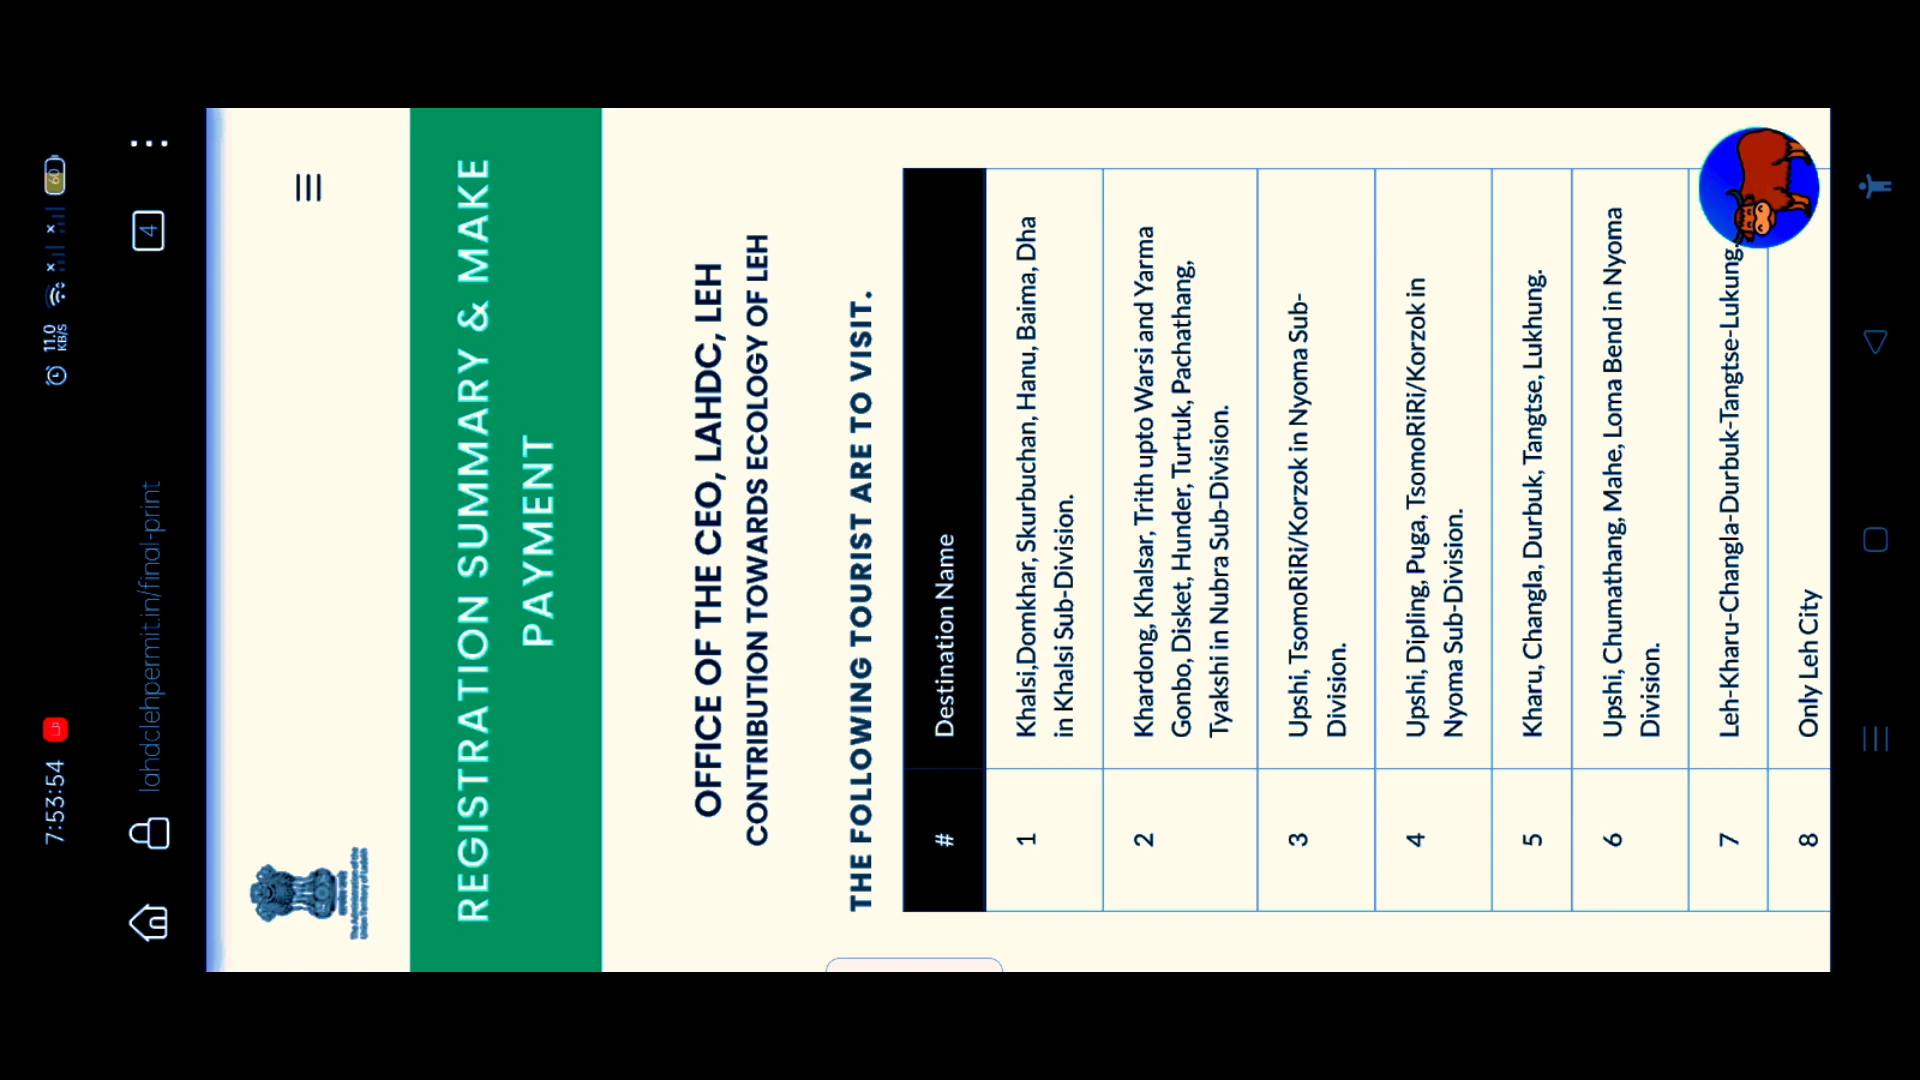 7:53:54
11.0
KB/S
60
lahdclehpermit.in/final-print
4
REGISTRATION SUMMARY & MAKE
PAYMENT
OFFICE OF THE CEO, LAHDC, LEH
CONTRIBUTION TOWARDS ECOLOGY OF LEH
THE FOLLOWING TOURIST ARE TO VISIT.
# Destination Name
1 Khalsi,Domkhar, Skurbuchan, Hanu, Baima, Dha
in Khalsi Sub-Division.
2 Khardong, Khalsar, Trith upto Warsi and Yarma
Gonbo, Disket, Hunder, Turtuk, Pachathang,
Tyakshi in Nubra Sub-Division.
3 Upshi, TsomoRiRi/Korzok in Nyoma Sub-
Division.
4 Upshi, Dipling, Puga, TsomoRiRi/Korzok in
Nyoma Sub-Division.
5 Kharu, Changla, Durbuk, Tangtse, Lukhung.
6 Upshi, Chumathang, Mahe, Loma Bend in Nyoma
Division.
7 Leh-Kharu-Changla-Durbuk-Tangtse-Lukung.
8 Only Leh City